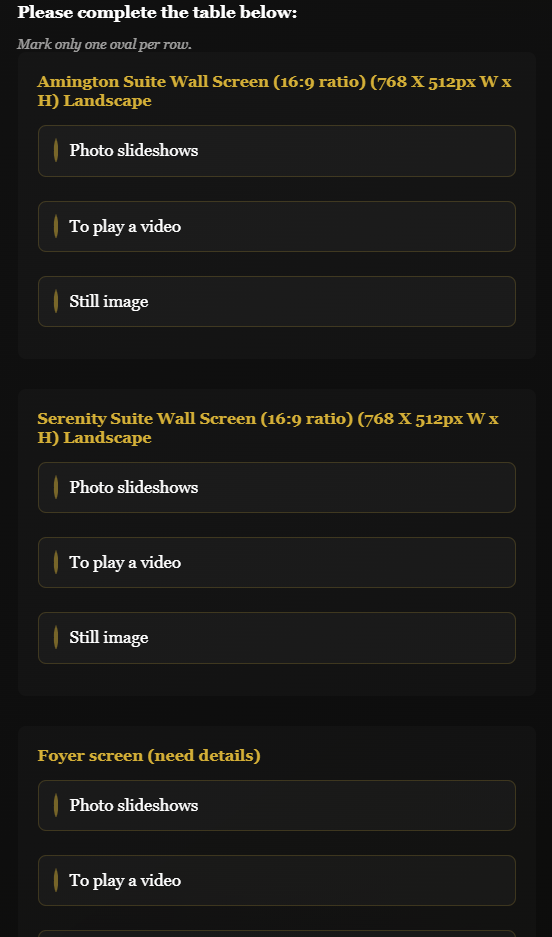 Please complete the table below:
Mark only one oval per row.
Amington Suite Wall Screen (16:9 ratio) (768 X 512px W x
H) Landscape
Photo slideshows
To play a video
Still image
Serenity Suite Wall Screen (16:9 ratio) (768 X 512px W x
H) Landscape
Photo slideshows
To play a video
Still image
Foyer screen (need details)
Photo slideshows
To play a video